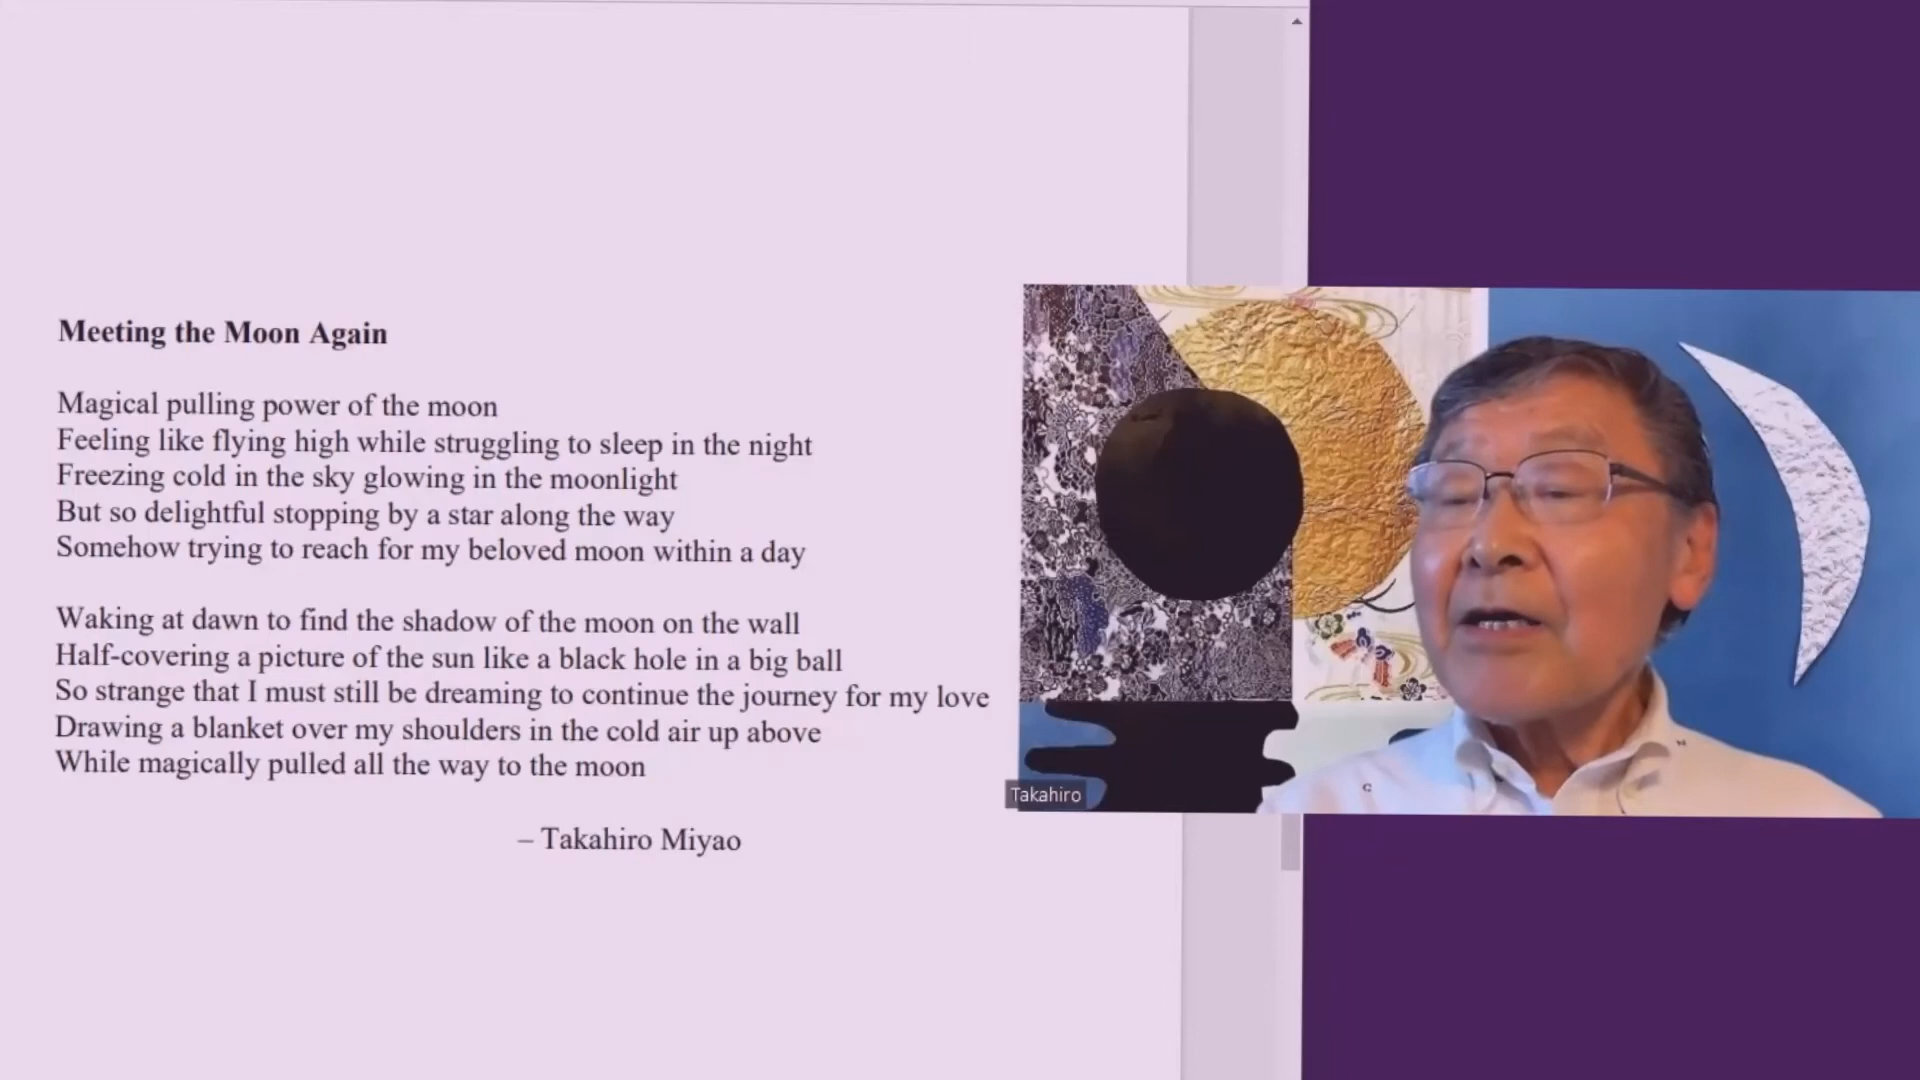 Meeting the Moon Again
Magical pulling power of the moon
Feeling like flying high while struggling to sleep in the night
Freezing cold in the sky glowing in the moonlight
But so delightful stopping by a star along the way
Somehow trying to reach for my beloved moon within a day
Waking at dawn to find the shadow of the moon on the wall
Half-covering a picture of the sun like a black hole in a big ball
So strange that I must still be dreaming to continue the journey for my love
Drawing a blanket over my shoulders in the cold air up above
While magically pulled all the way to the moon
– Takahiro Miyao
Takahiro